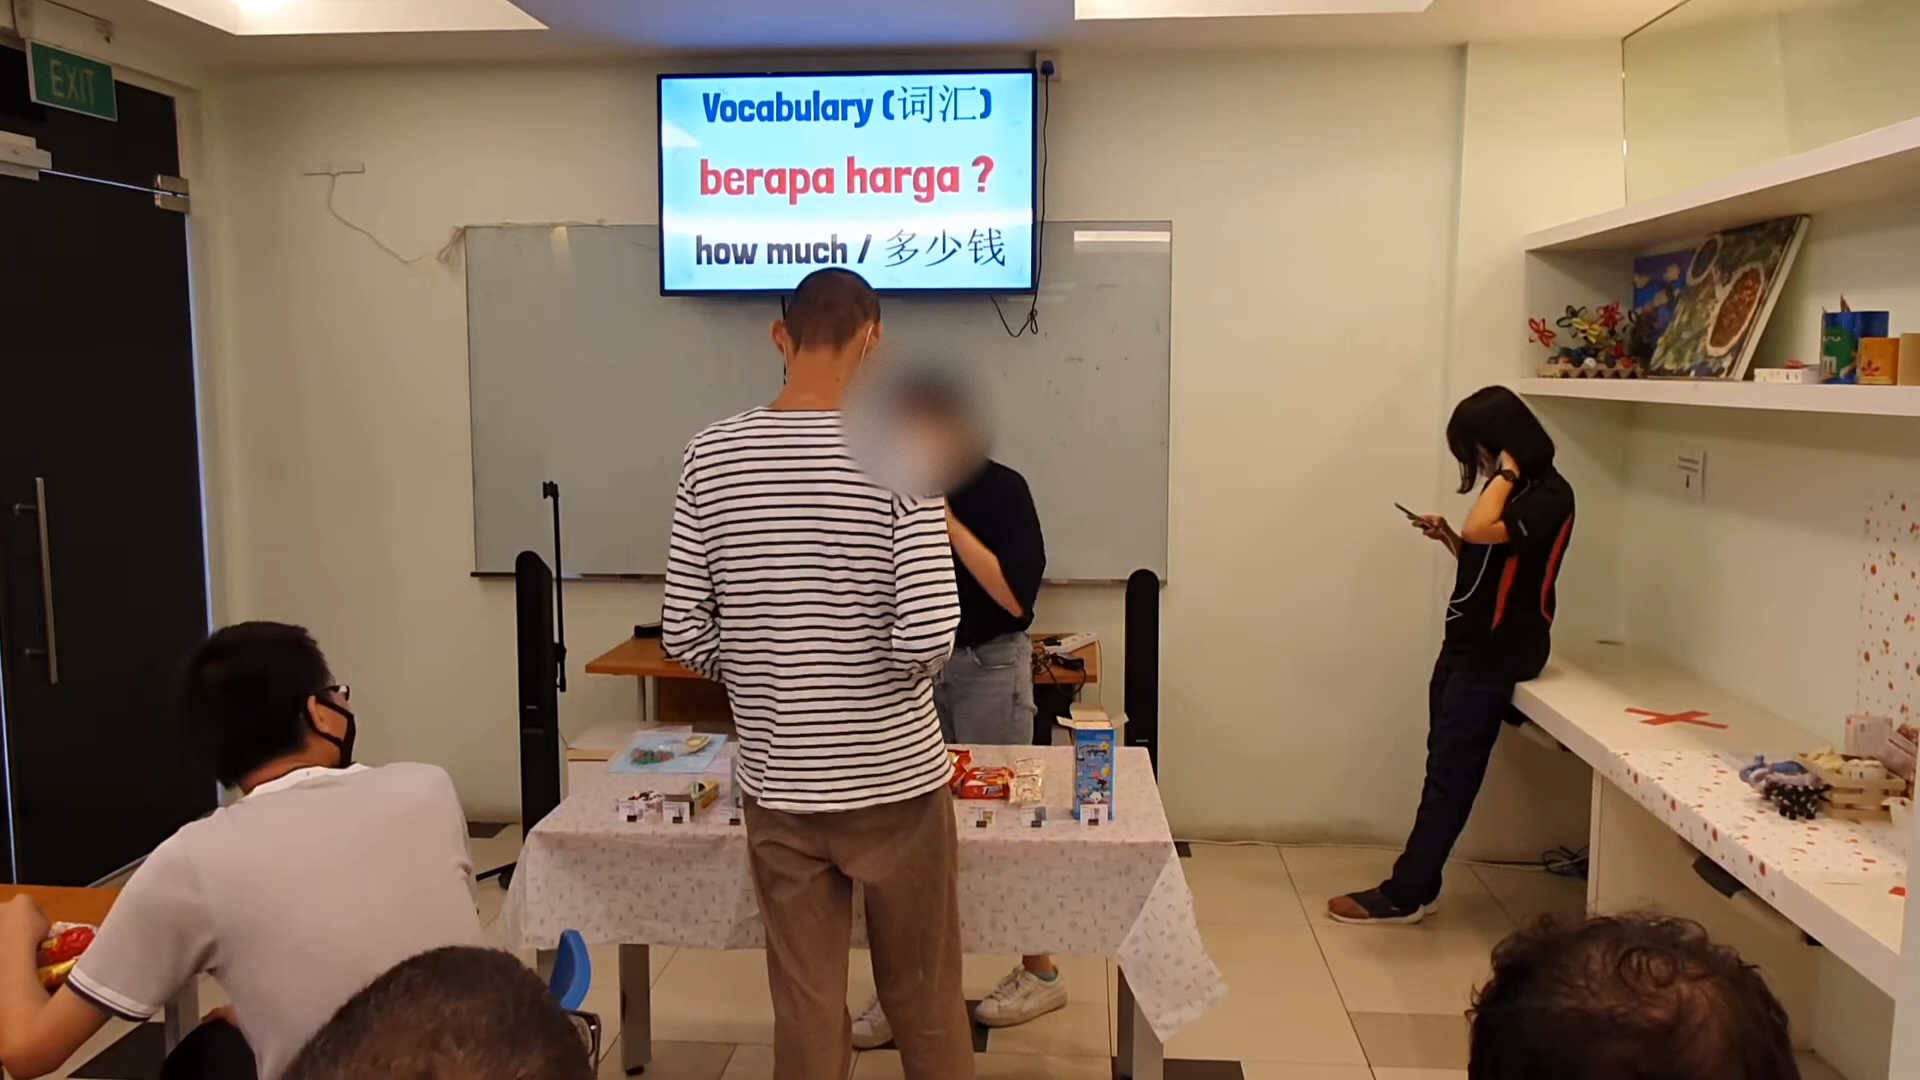 EXIT
Vocabulary (词汇)
berapa harga ?
how much / 多少钱